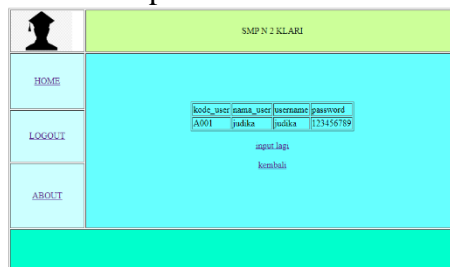 SMP N 2 KLARI
HOME
LOGOUT
ABOUT
kode_user nama_user username password
A001 judika judika 123456789
input lagi
kembali